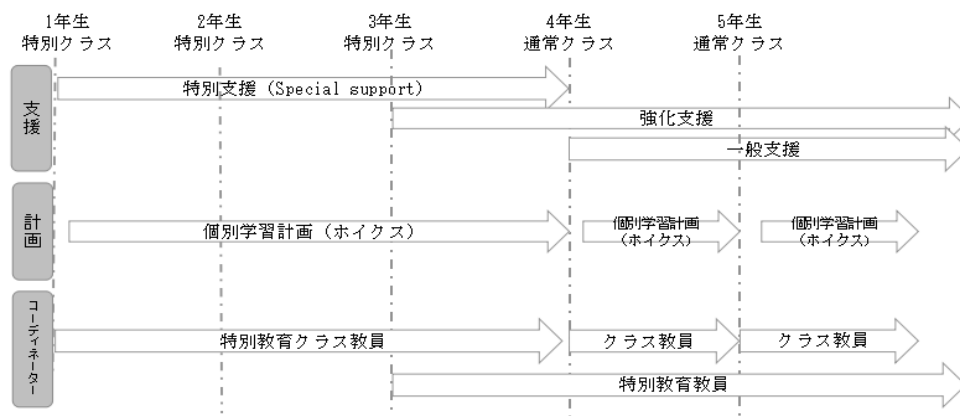 1年生
特別クラス
2年生
特別クラス
3年生
特別クラス
4年生
通常クラス
5年生
通常クラス
支援
特別支援（Special support）
強化支援
一般支援
計画
個別学習計画（ホイクス）
個別学習計画
（ホイクス）
個別学習計画
（ホイクス）
コーディネーター
特別教育クラス教員
クラス教員
クラス教員
特別教育教員